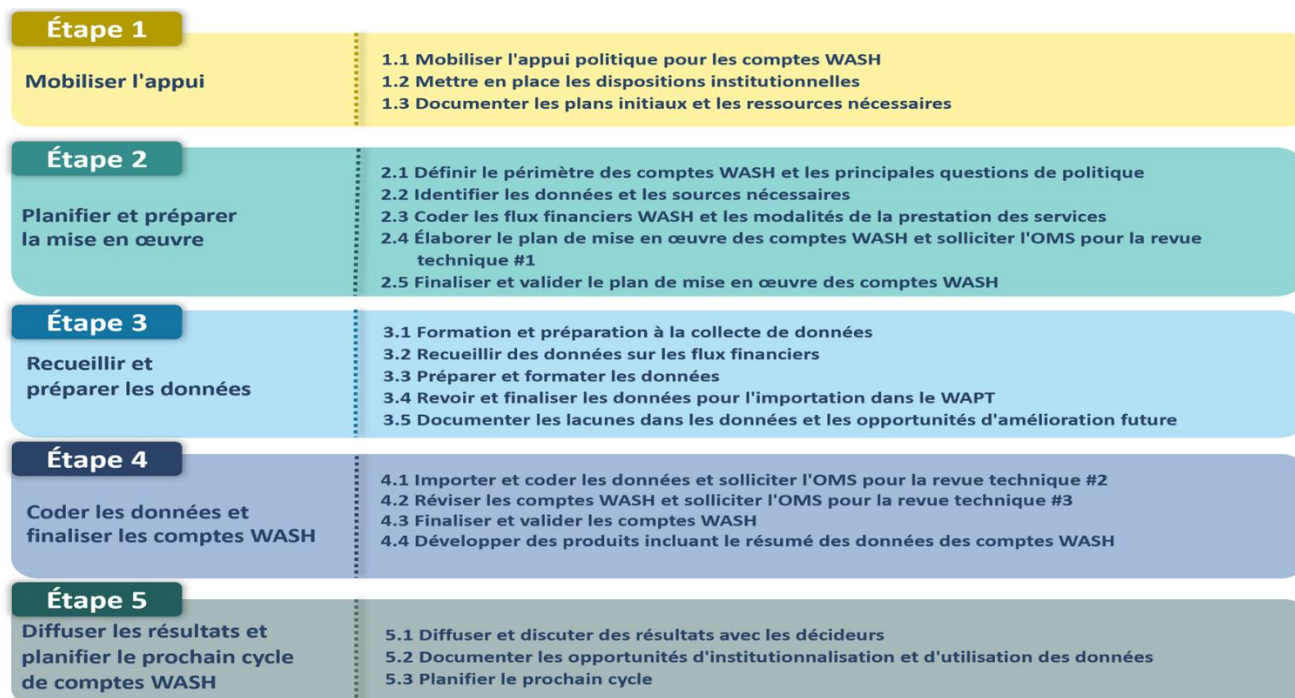 Étape 1
Mobiliser l'appui
1.1 Mobiliser l'appui politique pour les comptes WASH
1.2 Mettre en place les dispositions institutionnelles
1.3 Documenter les plans initiaux et les ressources nécessaires
Étape 2
Planifier et préparer
la mise en œuvre
2.1 Définir le périmètre des comptes WASH et les principales questions de politique
2.2 Identifier les données et les sources nécessaires
2.3 Coder les flux financiers WASH et les modalités de la prestation des services
2.4 Élaborer le plan de mise en œuvre des comptes WASH et solliciter l'OMS pour la revue
technique #1
2.5 Finaliser et valider le plan de mise en œuvre des comptes WASH
Étape 3
Recueillir et
préparer les données
3.1 Formation et préparation à la collecte de données
3.2 Recueillir des données sur les flux financiers
3.3 Préparer et formater les données
3.4 Revoir et finaliser les données pour l'importation dans le WAPT
3.5 Documenter les lacunes dans les données et les opportunités d'amélioration future
Étape 4
Coder les données et
finaliser les comptes WASH
4.1 Importer et coder les données et solliciter l'OMS pour la revue technique #2
4.2 Réviser les comptes WASH et solliciter l'OMS pour la revue technique #3
4.3 Finaliser et valider les comptes WASH
4.4 Développer des produits incluant le résumé des données des comptes WASH
Étape 5
Diffuser les résultats et
planifier le prochain cycle
de comptes WASH
5.1 Diffuser et discuter des résultats avec les décideurs
5.2 Documenter les opportunités d'institutionnalisation et d'utilisation des données
5.3 Planifier le prochain cycle